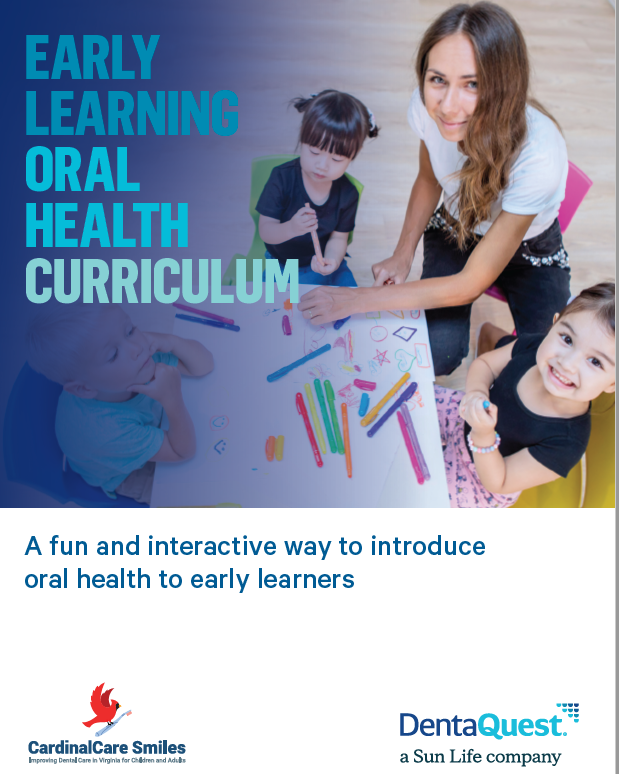 EARLY
LEARNING
ORAL
HEALTH
CURRICULUM
A fun and interactive way to introduce
oral health to early learners
CardinalCare Smiles
Improving Dental Care in Virginia for Children and Adults
DentaQuest.®
a Sun Life company